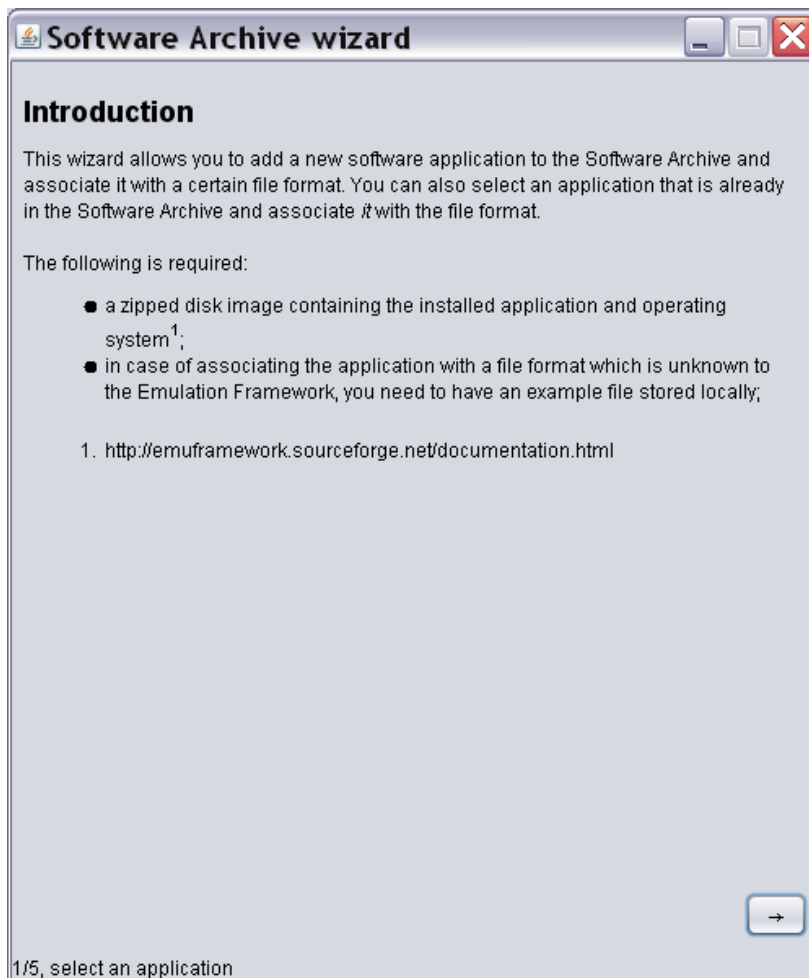 Software Archive wizard
Introduction
This wizard allows you to add a new software application to the Software Archive and
associate it with a certain file format. You can also select an application that is already
in the Software Archive and associate it with the file format.
The following is required:
● a zipped disk image containing the installed application and operating
system¹;
● in case of associating the application with a file format which is unknown to
the Emulation Framework, you need to have an example file stored locally;
1. http://emuframework.sourceforge.net/documentation.html
→
1/5, select an application